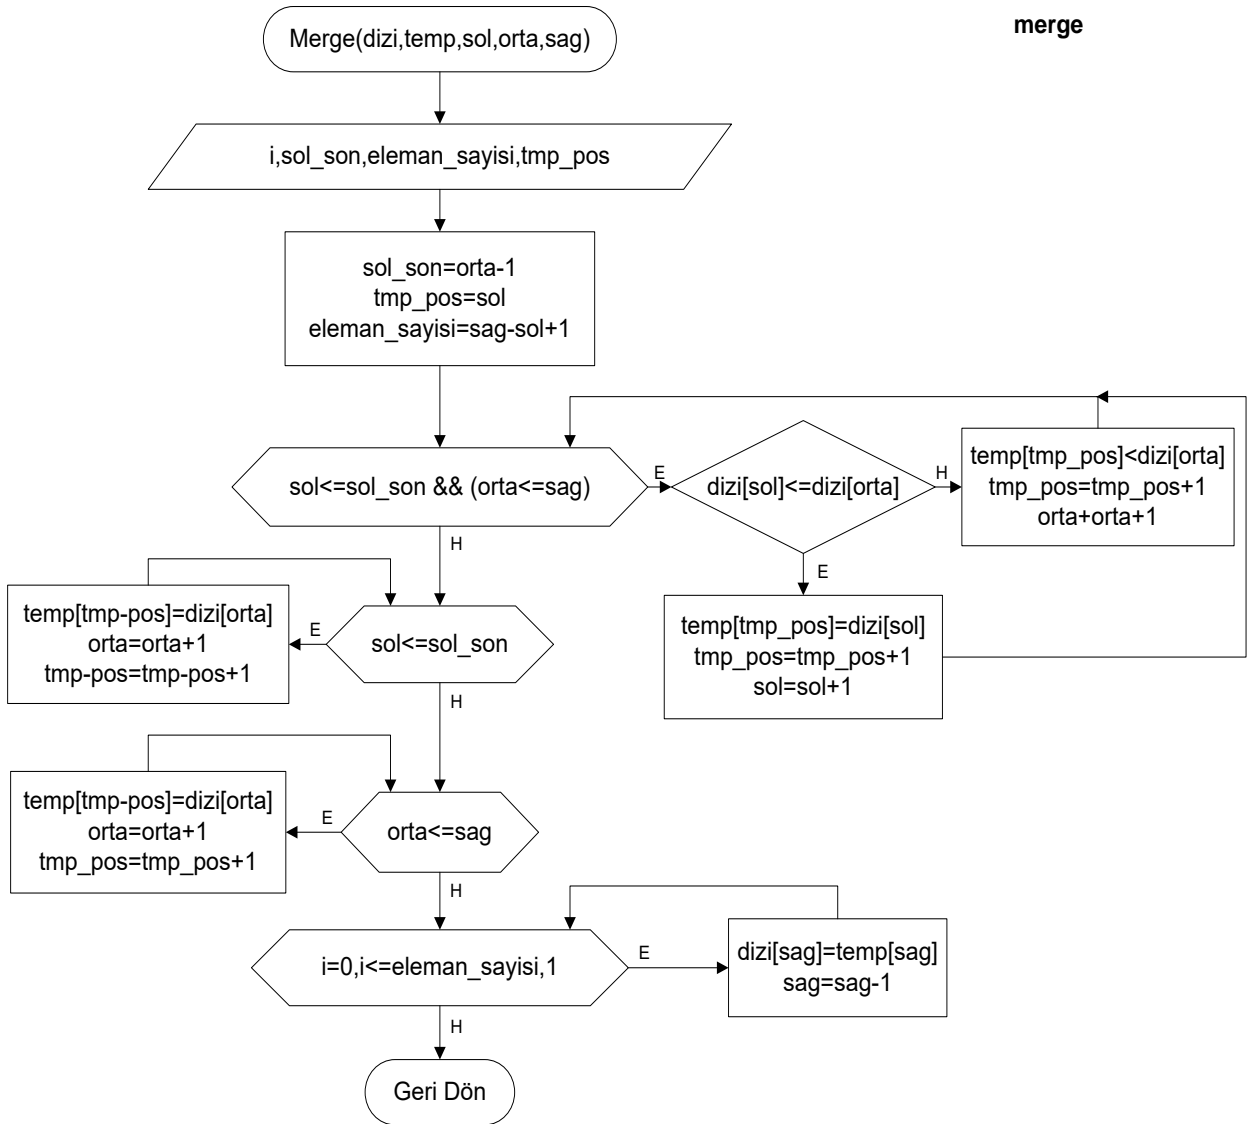 merge
Merge(dizi,temp,sol,orta,sag)
i,sol_son,eleman_sayisi,tmp_pos
sol_son=orta-1
tmp_pos=sol
eleman_sayisi=sag-sol+1
sol<=sol_son && (orta<=sag)
E
dizi[sol]<=dizi[orta]
H
temp[tmp_pos]<dizi[orta]
tmp_pos=tmp_pos+1
orta+orta+1
E
temp[tmp_pos]=dizi[sol]
tmp_pos=tmp_pos+1
sol=sol+1
H
sol<=sol_son
E
temp[tmp-pos]=dizi[orta]
orta=orta+1
tmp-pos=tmp-pos+1
H
orta<=sag
E
temp[tmp-pos]=dizi[orta]
orta=orta+1
tmp_pos=tmp_pos+1
H
i=0,i<=eleman_sayisi,1
E
dizi[sag]=temp[sag]
sag=sag-1
H
Geri Dön